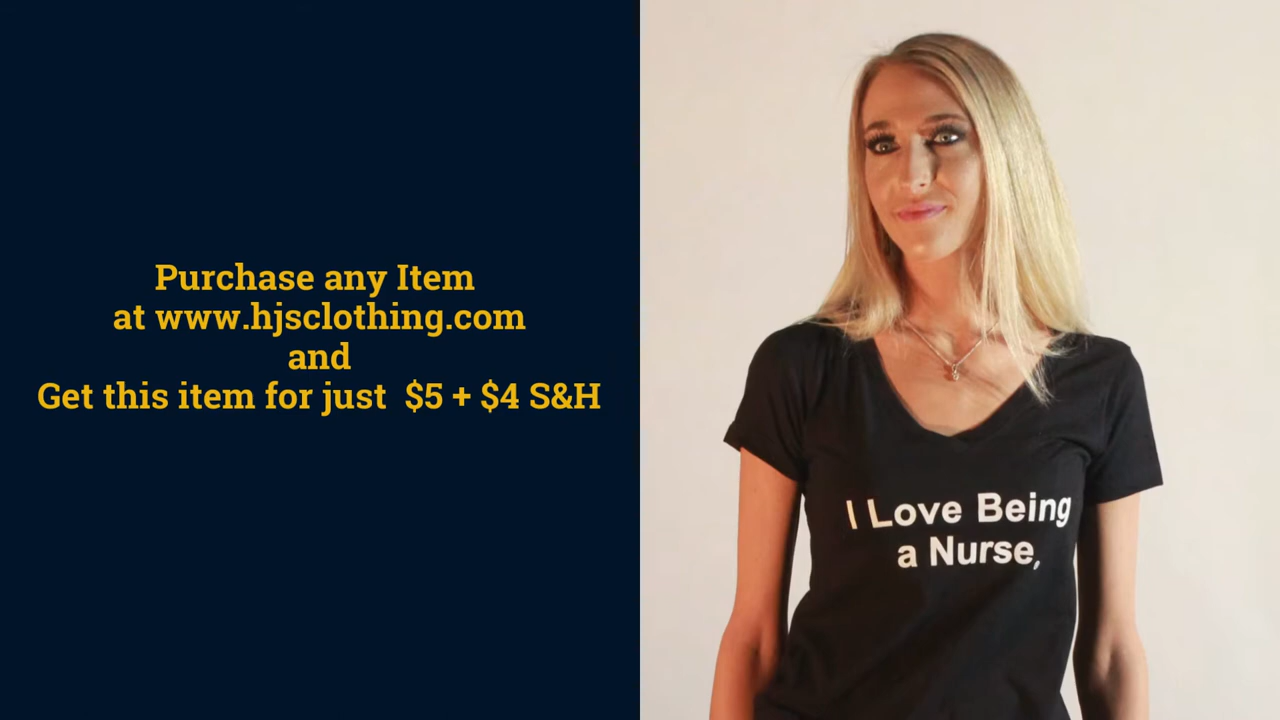 Purchase any Item
at www.hjsclothing.com
and
Get this item for just $5 + $4 S&H
I Love Being
a Nurse,